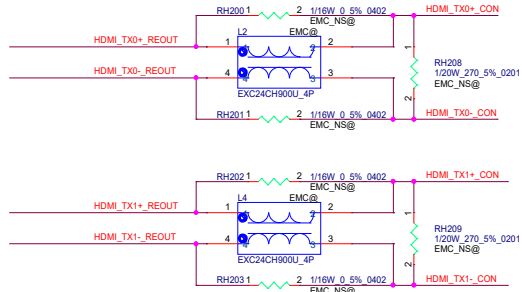 RH200 1 2 1/16W_0_5%_0402 HDMI_TX0+_CON
EMC_NS@
L2 EMC@
HDMI_TX0+_REOUT 1 2
1
RH208
HDMI_TX0-_REOUT 4 3
1/20W_270_5%_0201
EMC_NS@
EXC24CH900U_4P
2
RH201 1 2 1/16W_0_5%_0402 HDMI_TX0-_CON
EMC_NS@
RH202 1 2 1/16W_0_5%_0402 HDMI_TX1+_CON
EMC_NS@
L4 EMC@
HDMI_TX1+_REOUT 1 2
1
RH209
HDMI_TX1-_REOUT 4 3
1/20W_270_5%_0201
EMC_NS@
EXC24CH900U_4P
2
RH203 1 2 1/16W_0_5%_0402 HDMI_TX1-_CON
EMC_NS@